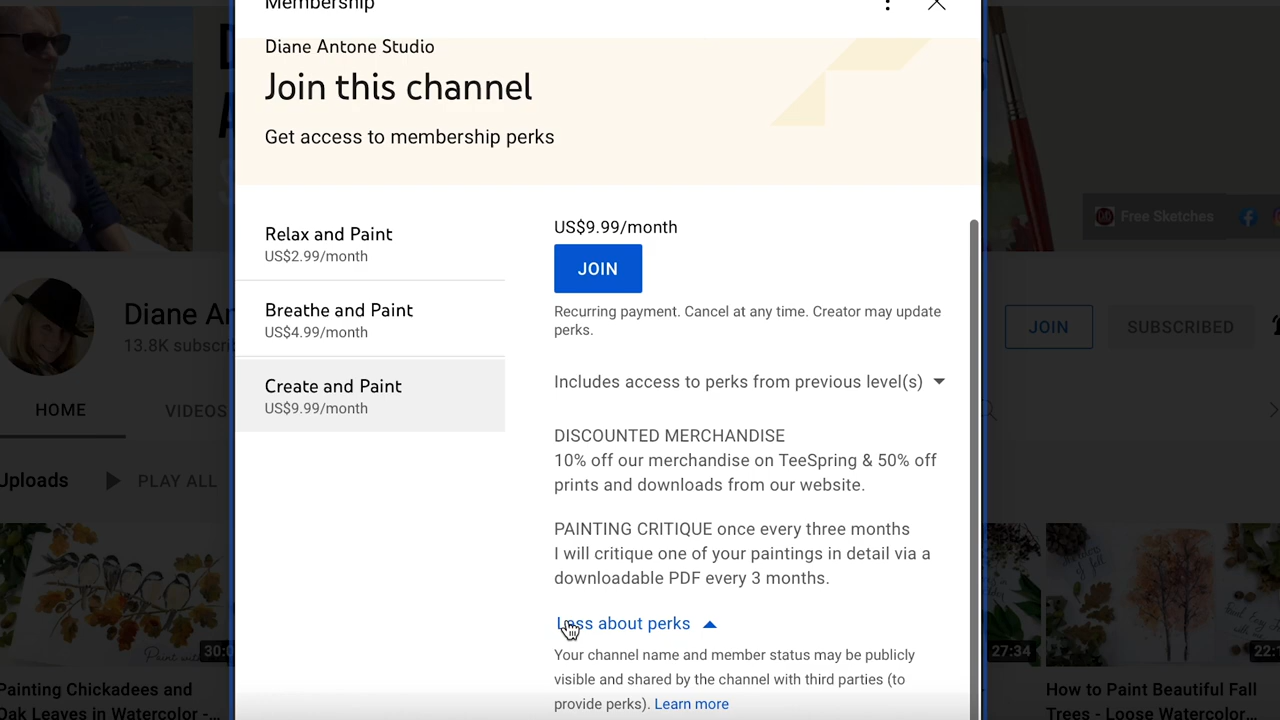 Membership
Diane Antone Studio
Join this channel
Get access to membership perks
Free Sketches
Relax and Paint
US$2.99/month
Breathe and Paint
US$4.99/month
Create and Paint
US$9.99/month
US$9.99/month
JOIN
Recurring payment. Cancel at any time. Creator may update
perks.
Includes access to perks from previous level(s)
DISCOUNTED MERCHANDISE
10% off our merchandise on TeeSpring & 50% off
prints and downloads from our website.
PAINTING CRITIQUE once every three months
I will critique one of your paintings in detail via a
downloadable PDF every 3 months.
Less about perks
Your channel name and member status may be publicly
visible and shared by the channel with third parties (to
provide perks). Learn more
Diane An
13.8K subscri
JOIN
SUBSCRIBED
HOME
VIDEOS
Uploads
PLAY ALL
30:0
27:34
22:1
Painting Chickadees and
Oak Leaves in Watercolor -...
How to Paint Beautiful Fall
Trees - Loose Watercolor...